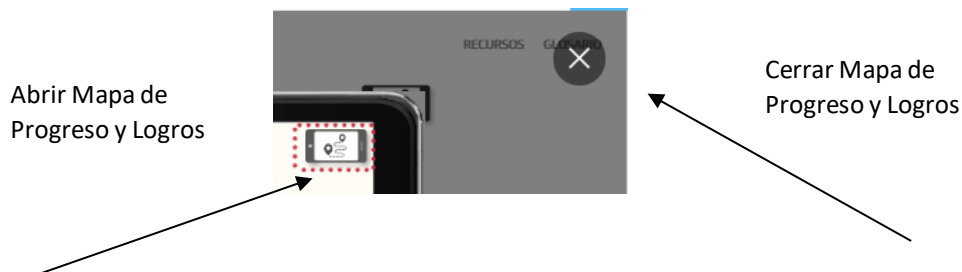 RECURSOS GLOSARIO
Abrir Mapa de
Progreso y Logros
Cerrar Mapa de
Progreso y Logros